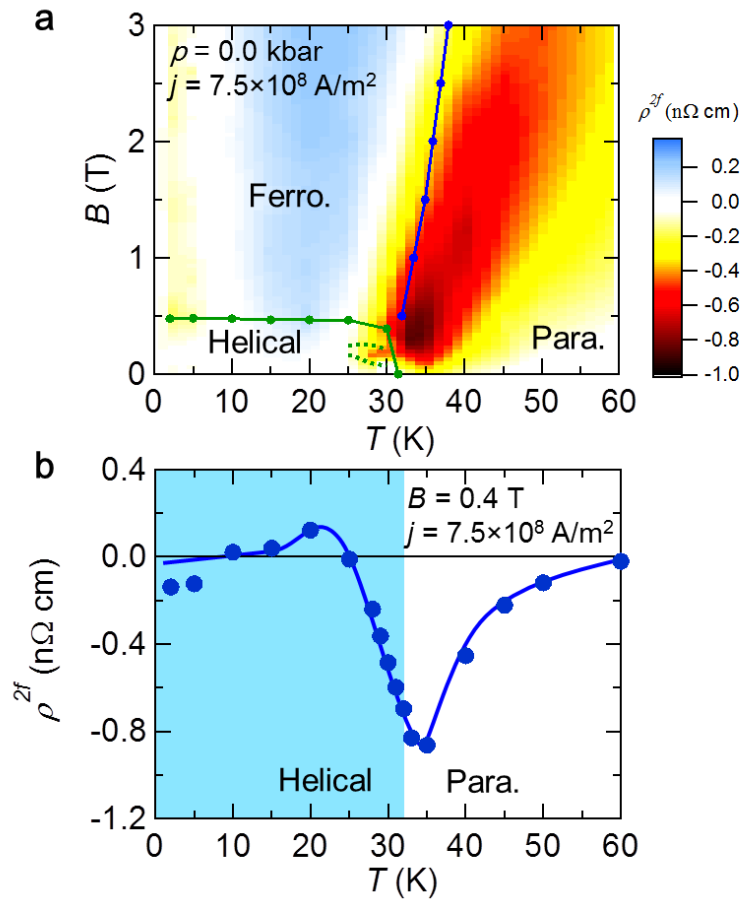 a
p = 0.0 kbar
j = 7.5×10⁸ A/m²
ρ²ᶠ (nΩ cm)
3
2
1
0
B (T)
Ferro.
Helical
Para.
0.2
0.0
-0.2
-0.4
-0.6
-0.8
-1.0
0 10 20 30 40 50 60
T (K)
b
B = 0.4 T
j = 7.5×10⁸ A/m²
0.4
0.0
-0.4
-0.8
-1.2
ρ²ᶠ (nΩ cm)
Helical
Para.
0 10 20 30 40 50 60
T (K)